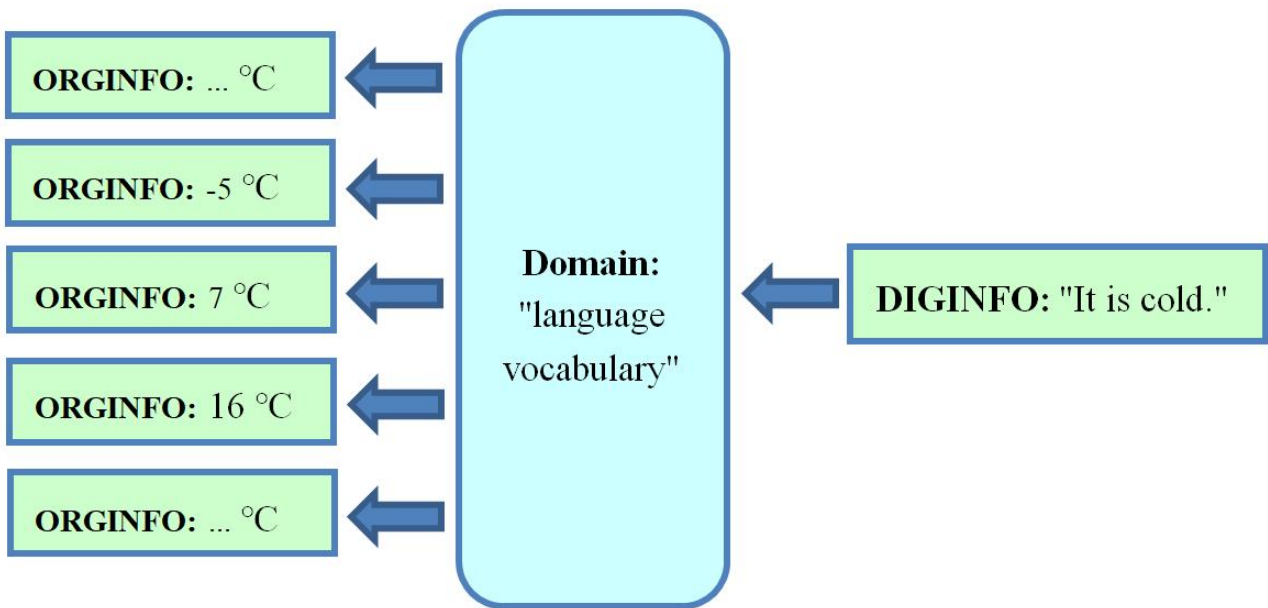 ORGINFO: ... °C
ORGINFO: -5 °C
ORGINFO: 7 °C
ORGINFO: 16 °C
ORGINFO: ... °C
Domain:
"language
vocabulary"
DIGINFO: "It is cold."